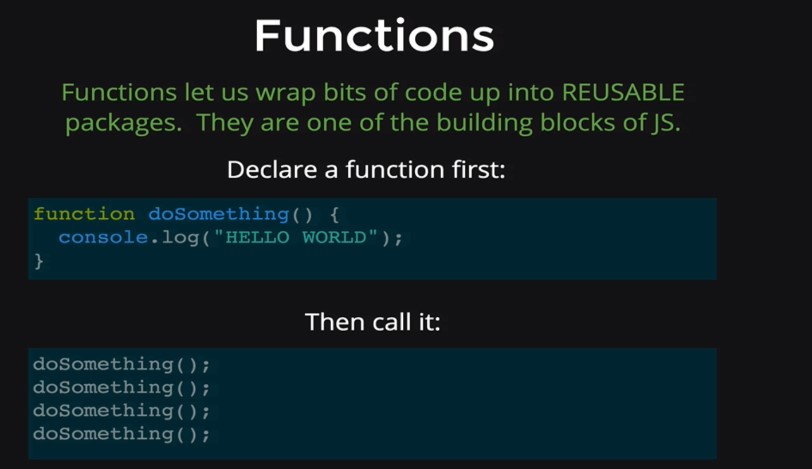 Functions
Functions let us wrap bits of code up into REUSABLE
packages. They are one of the building blocks of JS.
Declare a function first:
function doSomething() {
  console.log("HELLO WORLD");
}
Then call it:
doSomething();
doSomething();
doSomething();
doSomething();